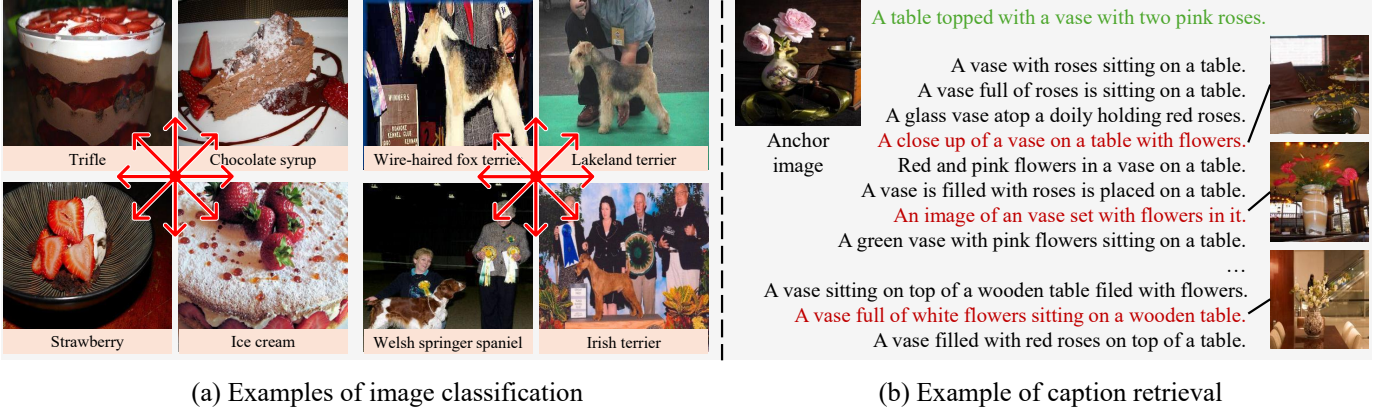 Trifle
Chocolate syrup
Strawberry
Ice cream
Wire-haired fox terrier
Lakeland terrier
WINNERS
ROANOKE
KENNEL CLUB
Welsh springer spaniel
Irish terrier
(a) Examples of image classification
Anchor
image
A table topped with a vase with two pink roses.
A vase with roses sitting on a table.
A vase full of roses is sitting on a table.
A glass vase atop a doily holding red roses.
A close up of a vase on a table with flowers.
Red and pink flowers in a vase on a table.
A vase is filled with roses is placed on a table.
An image of an vase set with flowers in it.
A green vase with pink flowers sitting on a table.
…
A vase sitting on top of a wooden table filed with flowers.
A vase full of white flowers sitting on a wooden table.
A vase filled with red roses on top of a table.
(b) Example of caption retrieval